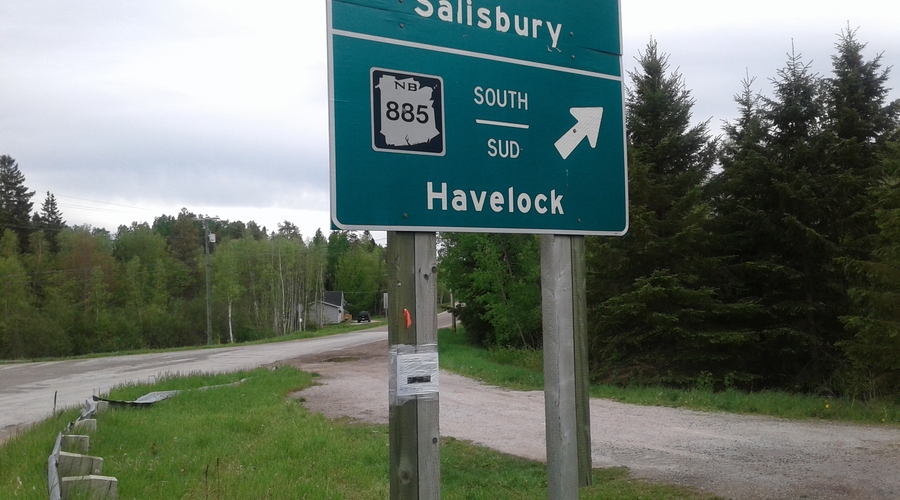 Salisbury
NB
885
SOUTH
SUD
Havelock